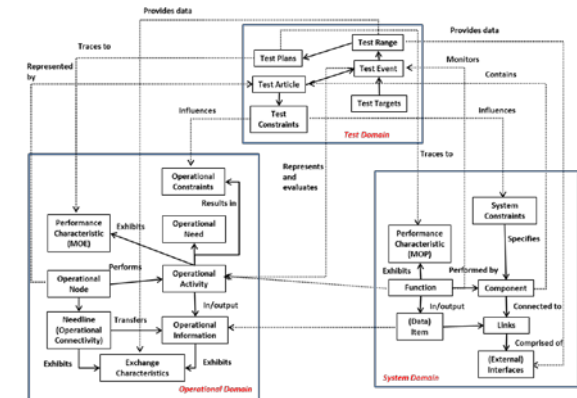 Provides data
Provides data
Test Range
Traces to
Test Plans
Monitors
Represented
by
Test Event
Contains
Test Article
Test Targets
Influences
Test
Constraints
Influences
Test Domain
Traces to
Represents
and
evaluates
Operational
Constraints
Results in
System
Constraints
Performance
Characteristic
(MOE)
Exhibits
Operational
Need
Performance
Characteristic
(MOP)
Specifies
Performs
Exhibits
Performed by
Operational
Node
Operational
Activity
Function
Component
In/output
In/output
Connected to
Needline
(Operational
Connectivity)
Transfers
Operational
Information
(Data)
Item
Links
Exhibits
Exhibits
Comprised of
Exchange
Characteristics
(External)
Interfaces
Operational Domain
System Domain